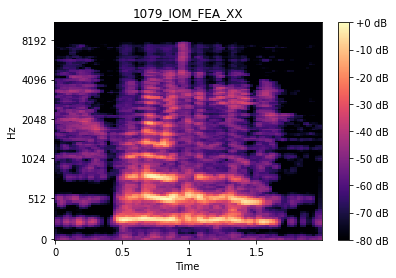 1079_IOM_FEA_XX
8192
4096
2048
1024
512
0
Hz
0
0.5
1
1.5
Time
+0 dB
-10 dB
-20 dB
-30 dB
-40 dB
-50 dB
-60 dB
-70 dB
-80 dB